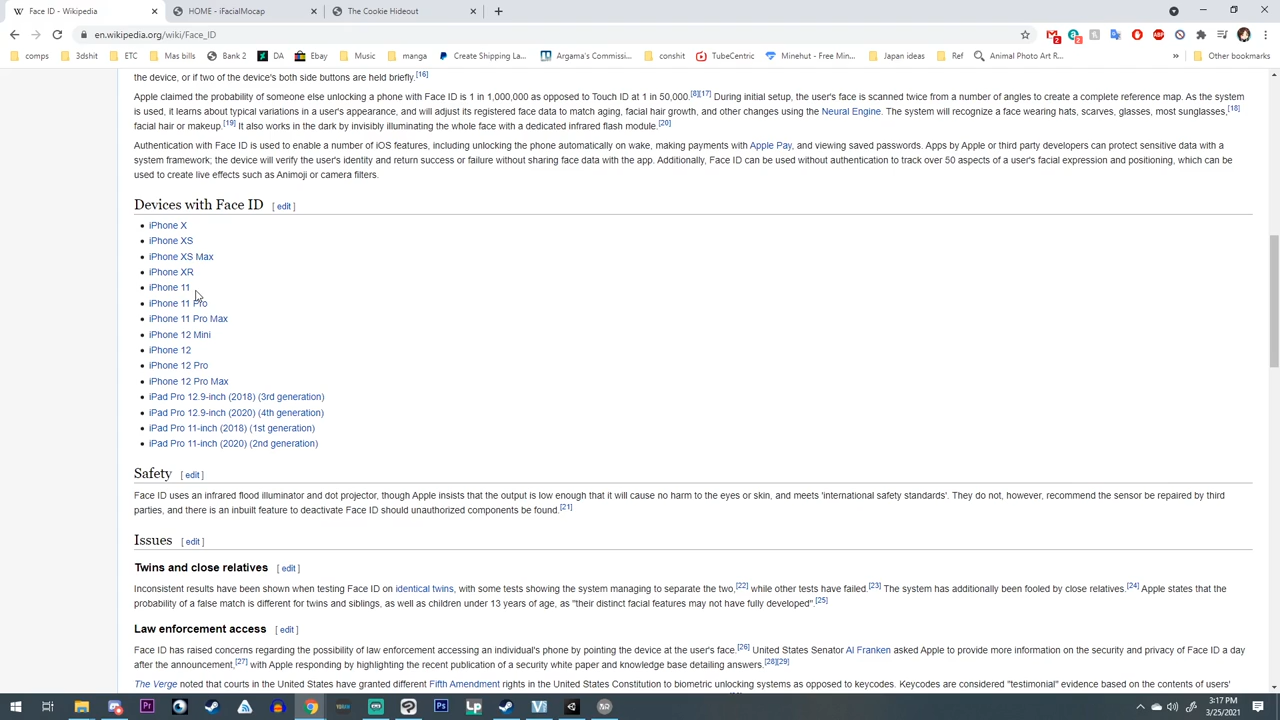 Face ID - Wikipedia
HOME - iFacialMocap
The Cookie Hideout
en.wikipedia.org/wiki/Face_ID
comps
3dshit
ETC
Mas bills
Bank 2
DA
Ebay
Music
manga
Create Shipping La...
Argama's Commissi...
conshit
TubeCentric
Minehut - Free Min...
Japan ideas
Ref
Animal Photo Art R...
»
Other bookmarks
the device, or if two of the device's both side buttons are held briefly.[16]
Apple claimed the probability of someone else unlocking a phone with Face ID is 1 in 1,000,000 as opposed to Touch ID at 1 in 50,000.[8][17] During initial setup, the user's face is scanned twice from a number of angles to create a complete reference map. As the system
is used, it learns about typical variations in a user's appearance, and will adjust its registered face data to match aging, facial hair growth, and other changes using the Neural Engine. The system will recognize a face wearing hats, scarves, glasses, most sunglasses,[18]
facial hair or makeup.[19] It also works in the dark by invisibly illuminating the whole face with a dedicated infrared flash module.[20]
Authentication with Face ID is used to enable a number of iOS features, including unlocking the phone automatically on wake, making payments with Apple Pay, and viewing saved passwords. Apps by Apple or third party developers can protect sensitive data with a
system framework; the device will verify the user's identity and return success or failure without sharing face data with the app. Additionally, Face ID can be used without authentication to track over 50 aspects of a user's facial expression and positioning, which can be
used to create live effects such as Animoji or camera filters.
Devices with Face ID [ edit ]
• iPhone X
• iPhone XS
• iPhone XS Max
• iPhone XR
• iPhone 11
• iPhone 11 Pro
• iPhone 11 Pro Max
• iPhone 12 Mini
• iPhone 12
• iPhone 12 Pro
• iPhone 12 Pro Max
• iPad Pro 12.9-inch (2018) (3rd generation)
• iPad Pro 12.9-inch (2020) (4th generation)
• iPad Pro 11-inch (2018) (1st generation)
• iPad Pro 11-inch (2020) (2nd generation)
Safety [ edit ]
Face ID uses an infrared flood illuminator and dot projector, though Apple insists that the output is low enough that it will cause no harm to the eyes or skin, and meets 'international safety standards'. They do not, however, recommend the sensor be repaired by third
parties, and there is an inbuilt feature to deactivate Face ID should unauthorized components be found.[21]
Issues [ edit ]
Twins and close relatives [ edit ]
Inconsistent results have been shown when testing Face ID on identical twins, with some tests showing the system managing to separate the two,[22] while other tests have failed.[23] The system has additionally been fooled by close relatives.[24] Apple states that the
probability of a false match is different for twins and siblings, as well as children under 13 years of age, as "their distinct facial features may not have fully developed".[25]
Law enforcement access [ edit ]
Face ID has raised concerns regarding the possibility of law enforcement accessing an individual's phone by pointing the device at the user's face.[26] United States Senator Al Franken asked Apple to provide more information on the security and privacy of Face ID a day
after the announcement,[27] with Apple responding by highlighting the recent publication of a security white paper and knowledge base detailing answers.[28][29]
The Verge noted that courts in the United States have granted different Fifth Amendment rights in the United States Constitution to biometric unlocking systems as opposed to keycodes. Keycodes are considered "testimonial" evidence based on the contents of users'
3:17 PM
3/25/2021